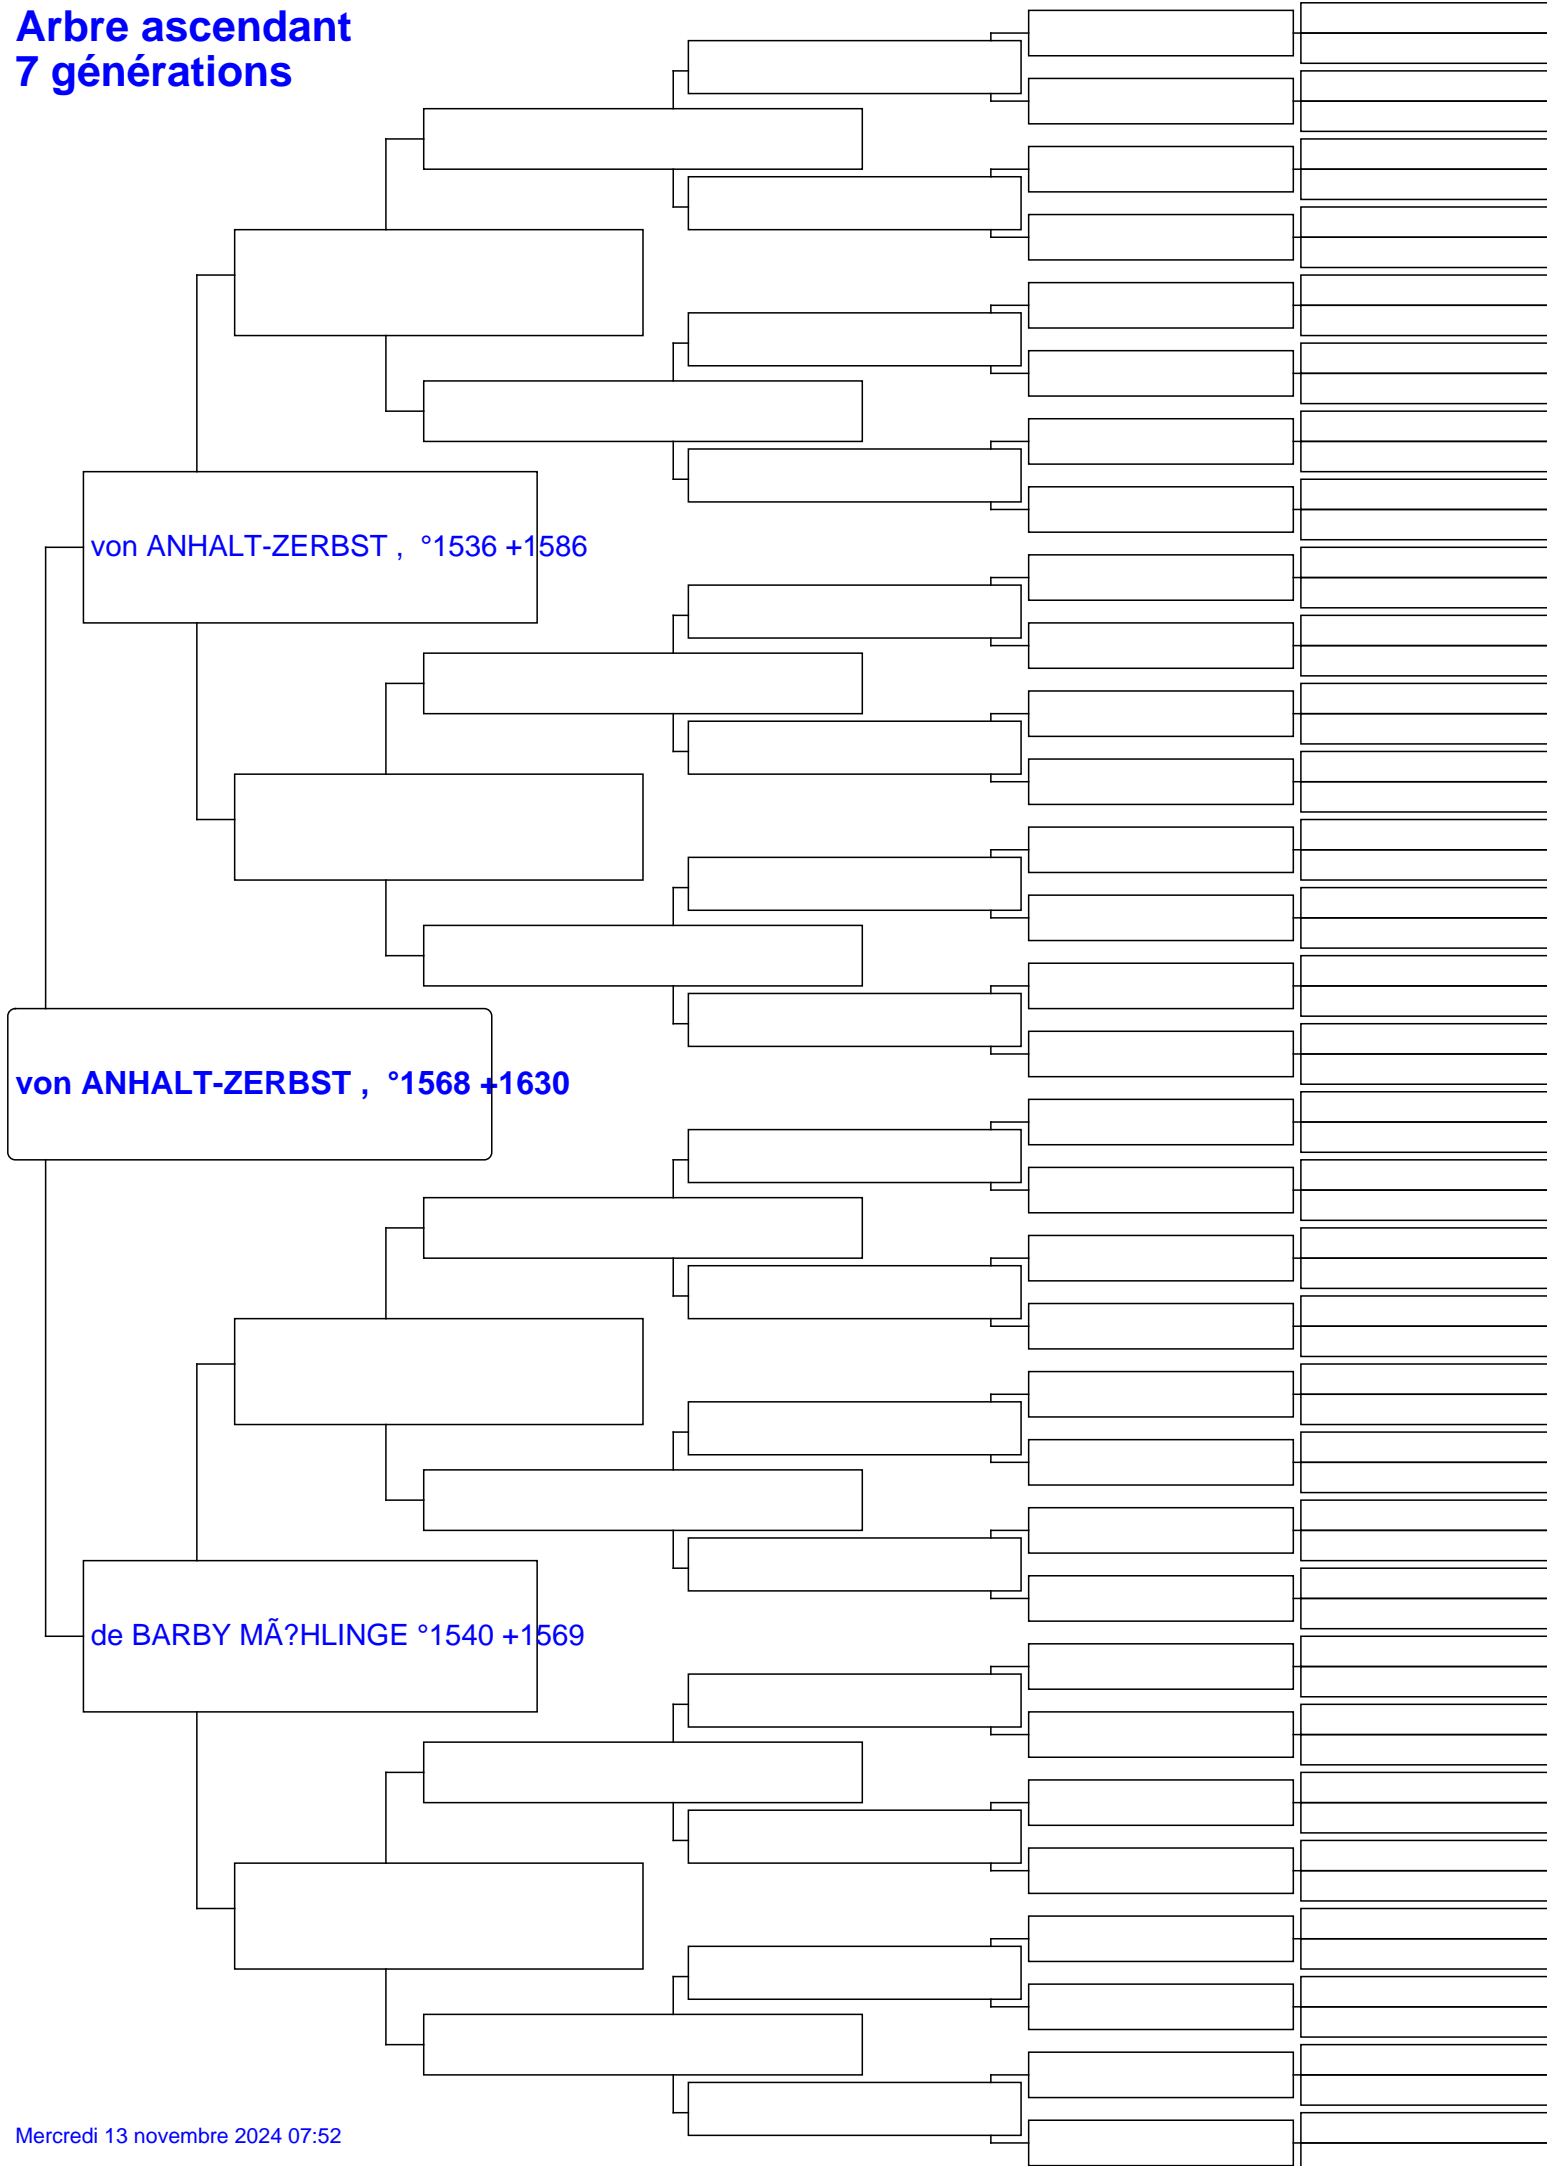 Arbre ascendant
7 générations
von ANHALT-ZERBST ,  °1536 +1586
von ANHALT-ZERBST ,  °1568 +1630
de BARBY MÃ?HLINGE °1540 +1569
Mercredi 13 novembre 2024 07:52